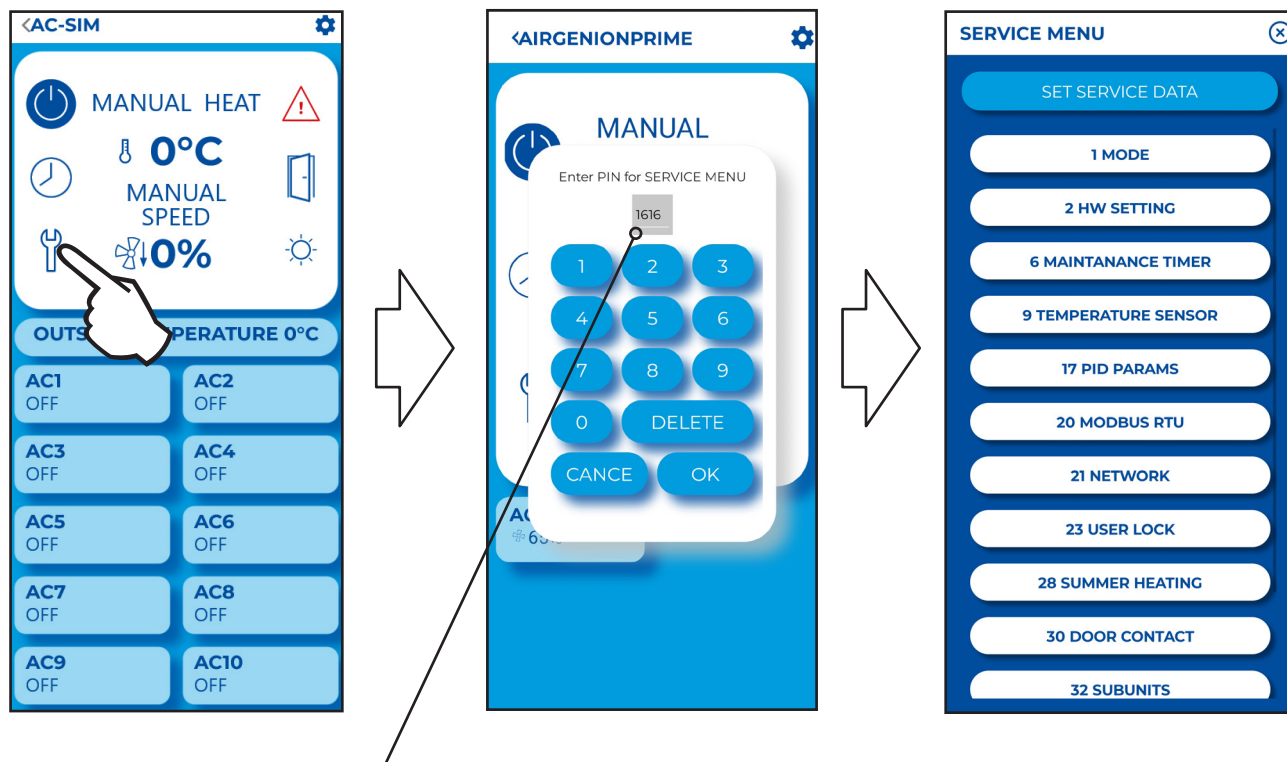 <AC-SIM
MANUAL HEAT
0°C
MANUAL
SPEED
0%
OUTS PERATURE 0°C
AC1
OFF
AC2
OFF
AC3
OFF
AC4
OFF
AC5
OFF
AC6
OFF
AC7
OFF
AC8
OFF
AC9
OFF
AC10
OFF
<AIRGENIONPRIME
MANUAL
Enter PIN for SERVICE MENU
1616
1 2 3
4 5 6
7 8 9
0 DELETE
CANCE OK
SERVICE MENU
SET SERVICE DATA
1 MODE
2 HW SETTING
6 MAINTANANCE TIMER
9 TEMPERATURE SENSOR
17 PID PARAMS
20 MODBUS RTU
21 NETWORK
23 USER LOCK
28 SUMMER HEATING
30 DOOR CONTACT
32 SUBUNITS